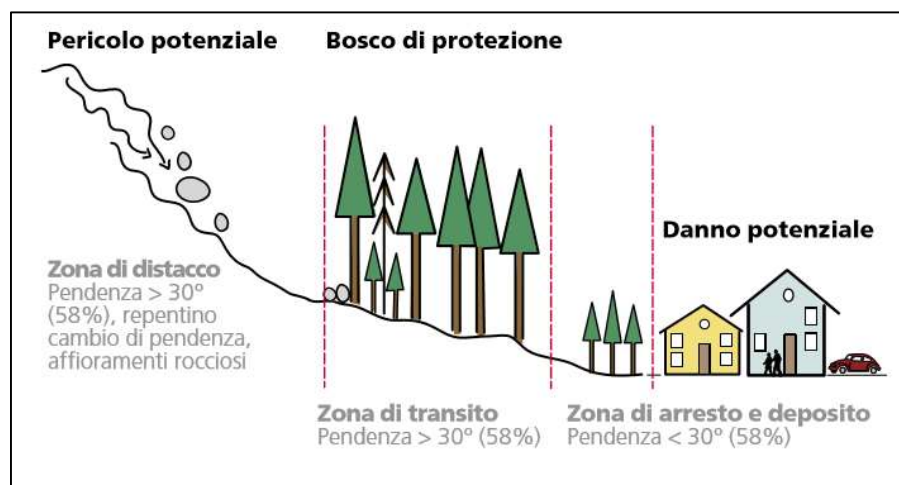 Pericolo potenziale
Bosco di protezione
Danno potenziale
Zona di distacco
Pendenza > 30°
(58%), repentino
cambio di pendenza,
affioramenti rocciosi
Zona di transito
Pendenza > 30° (58%)
Zona di arresto e deposito
Pendenza < 30° (58%)